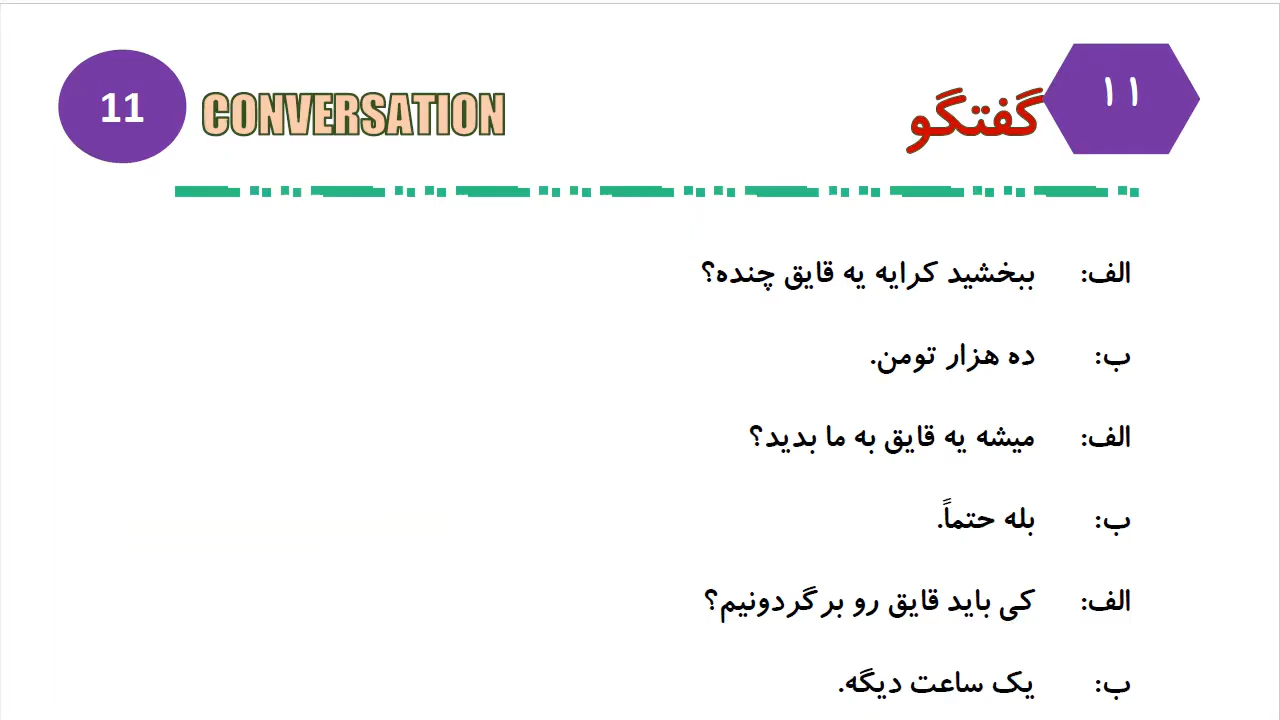 11 CONVERSATION گفتگو ۱۱
الف: ببخشید کرایه یه قایق چنده؟
ب: ده هزار تومن.
الف: میشه یه قایق به ما بدید؟
ب: بله حتماً.
الف: کی باید قایق رو برگردونیم؟
ب: یک ساعت دیگه.